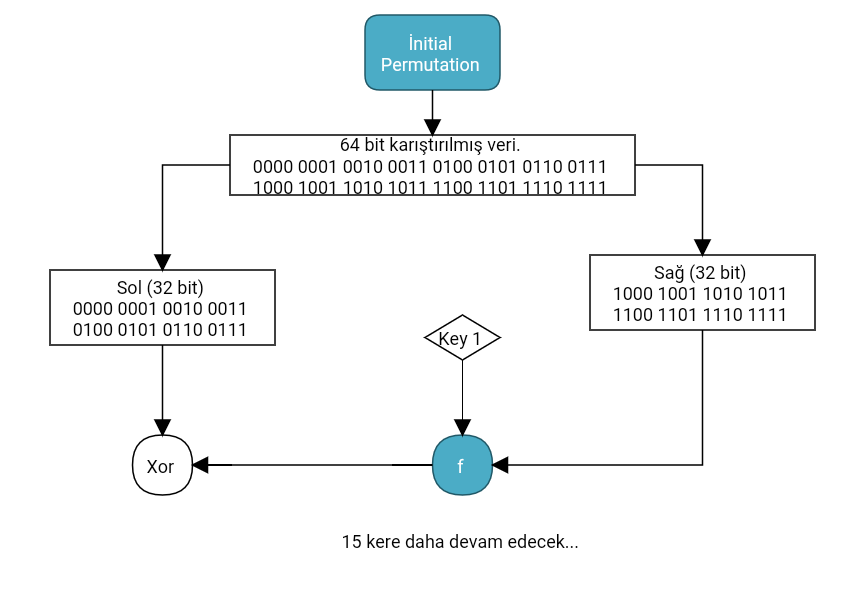 İnitial
Permutation
64 bit karıştırılmış veri.
0000 0001 0010 0011 0100 0101 0110 0111
1000 1001 1010 1011 1100 1101 1110 1111
Sol (32 bit)
0000 0001 0010 0011
0100 0101 0110 0111
Sağ (32 bit)
1000 1001 1010 1011
1100 1101 1110 1111
Key 1
Xor
f
15 kere daha devam edecek...